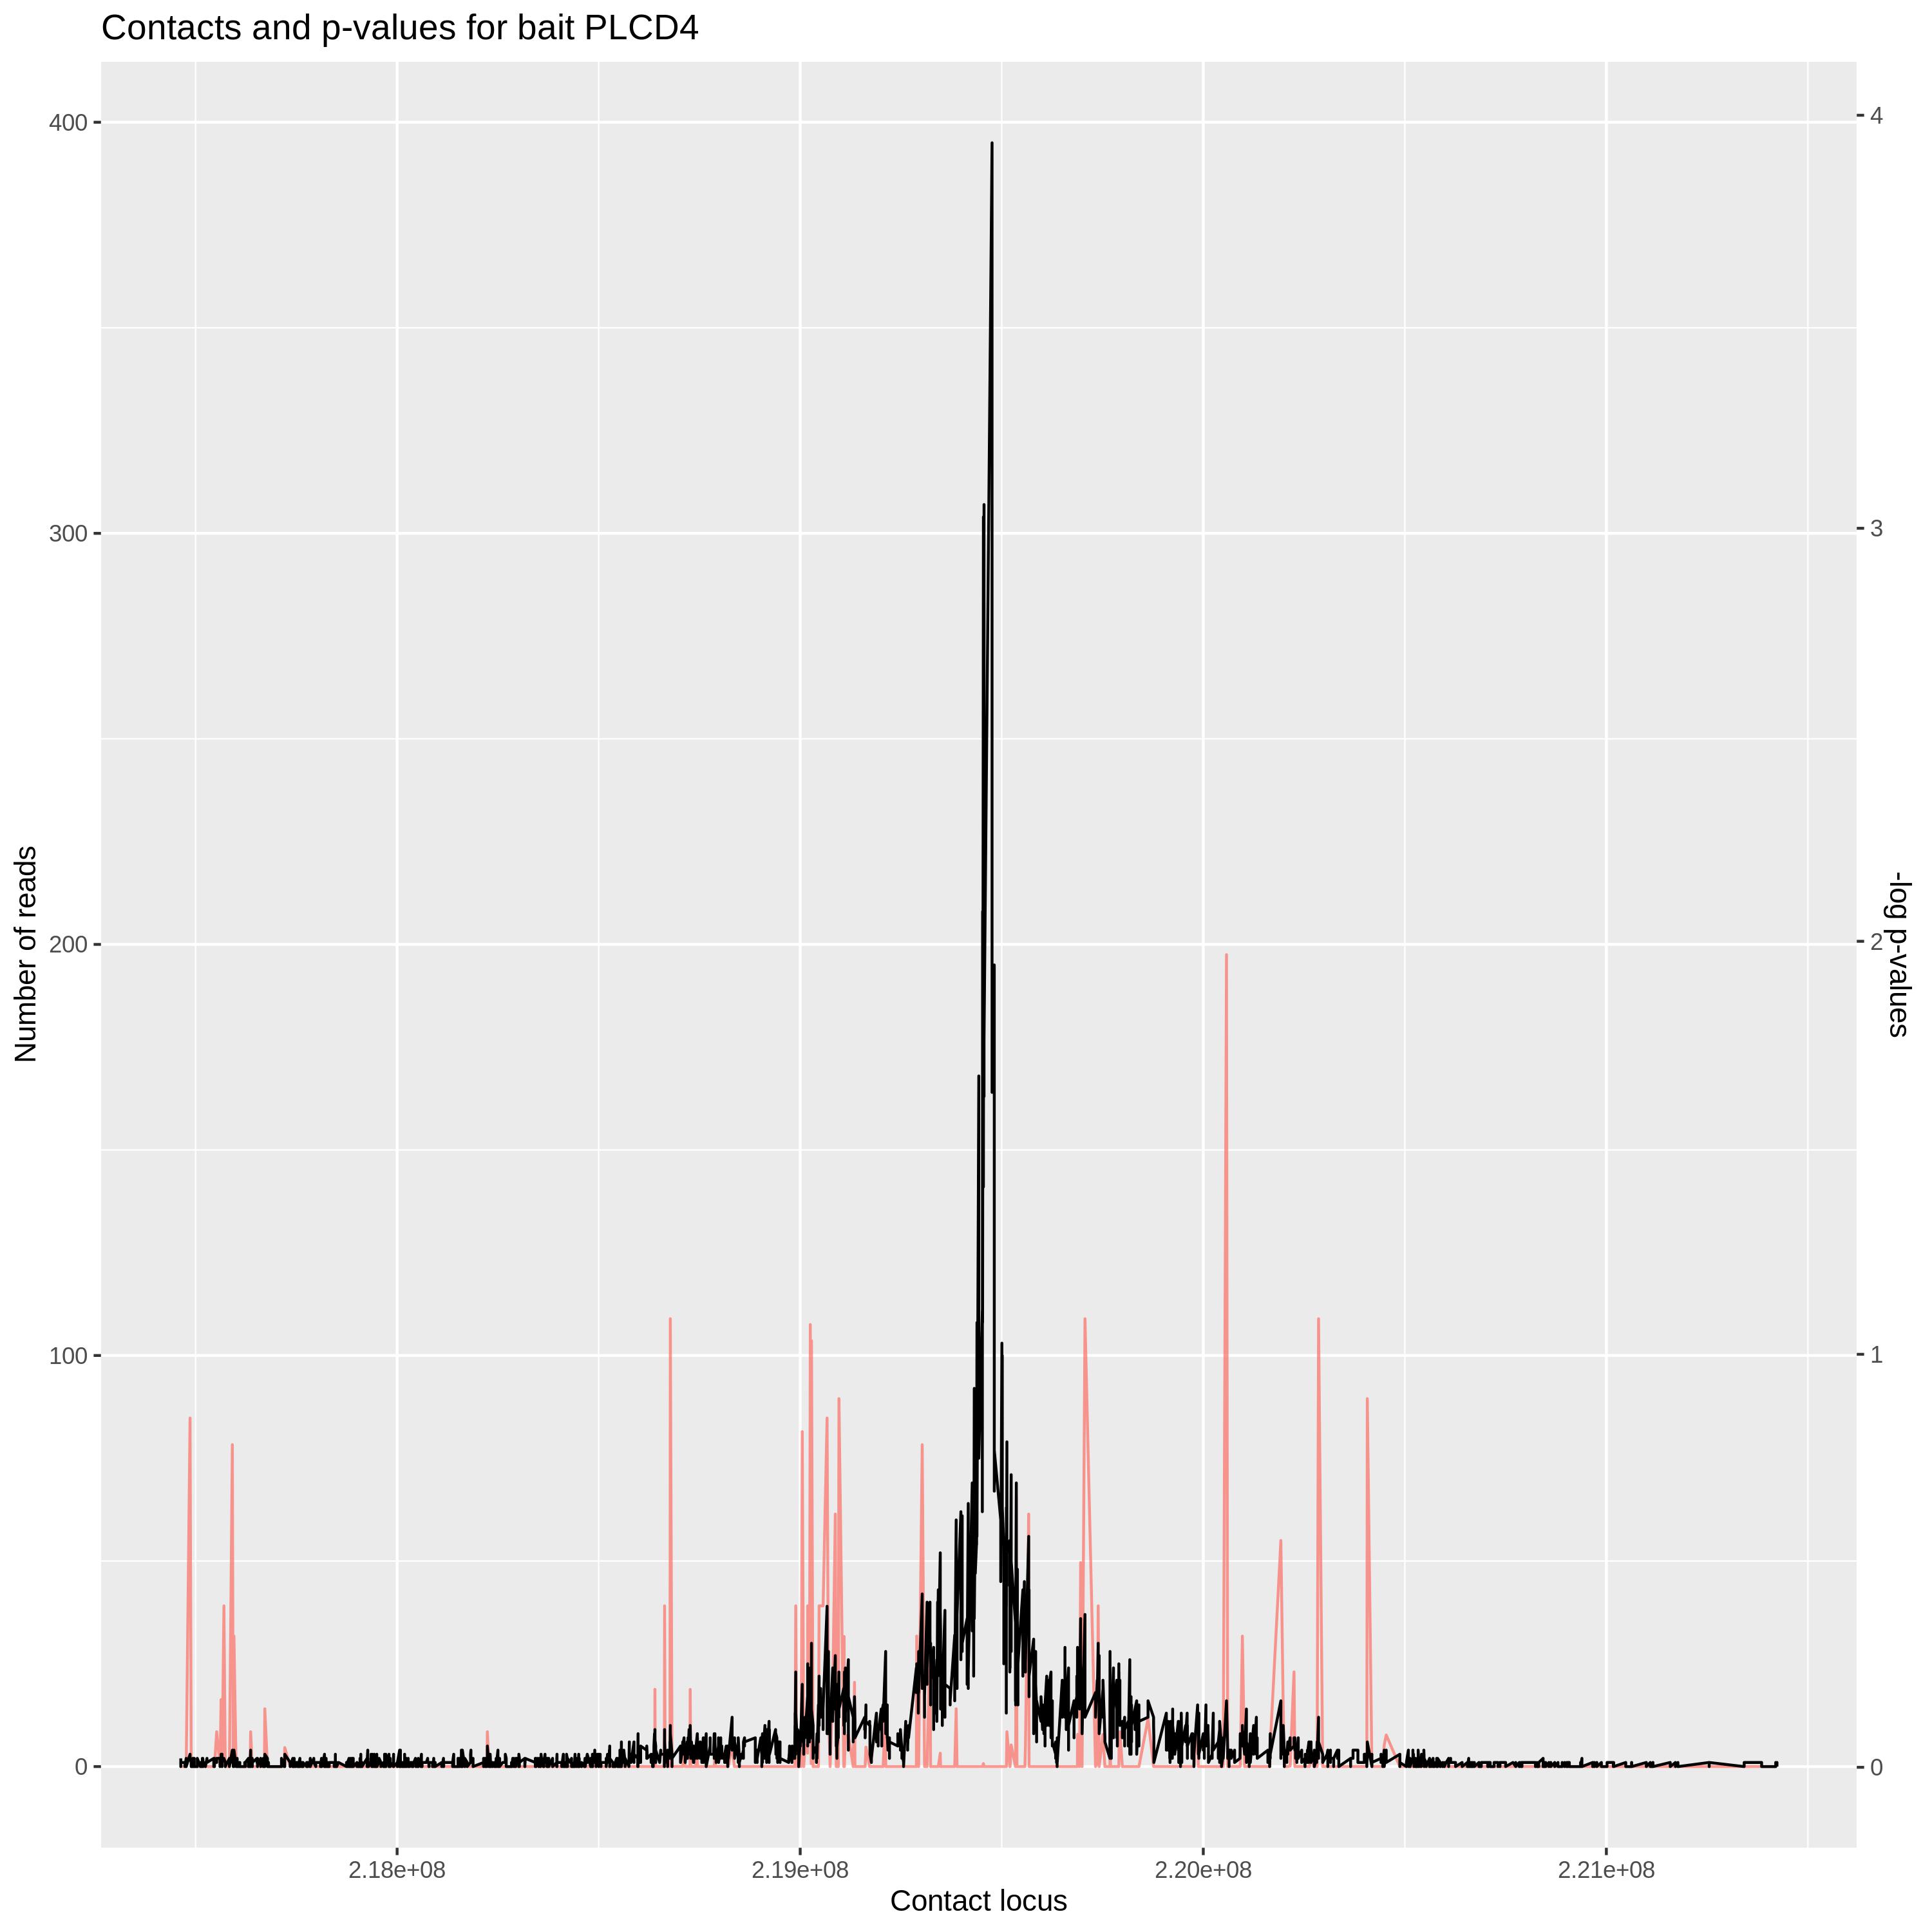 Contacts and p-values for bait PLCD4
400
300
200
100
0
Number of reads
4
3
2
1
0
-log p-values
2.18e+08
2.19e+08
2.20e+08
2.21e+08
Contact locus